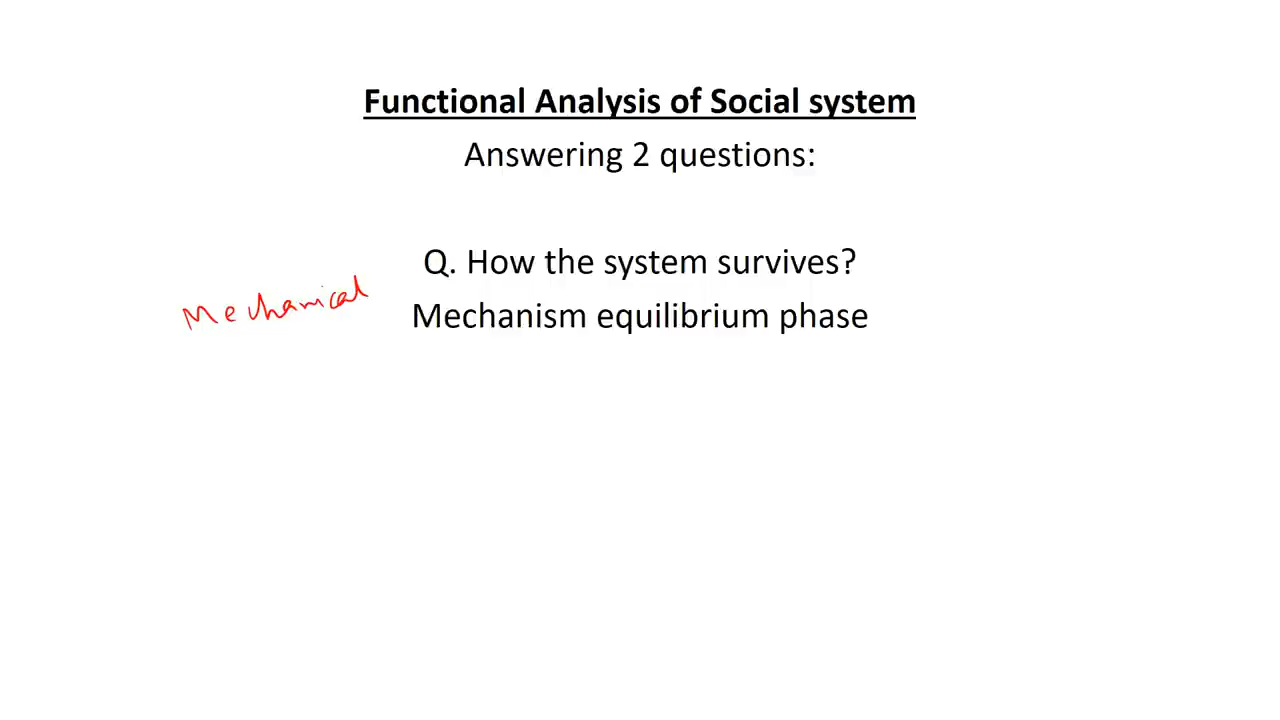 Functional Analysis of Social system
Answering 2 questions:
Q. How the system survives?
Mechanical
Mechanism equilibrium phase